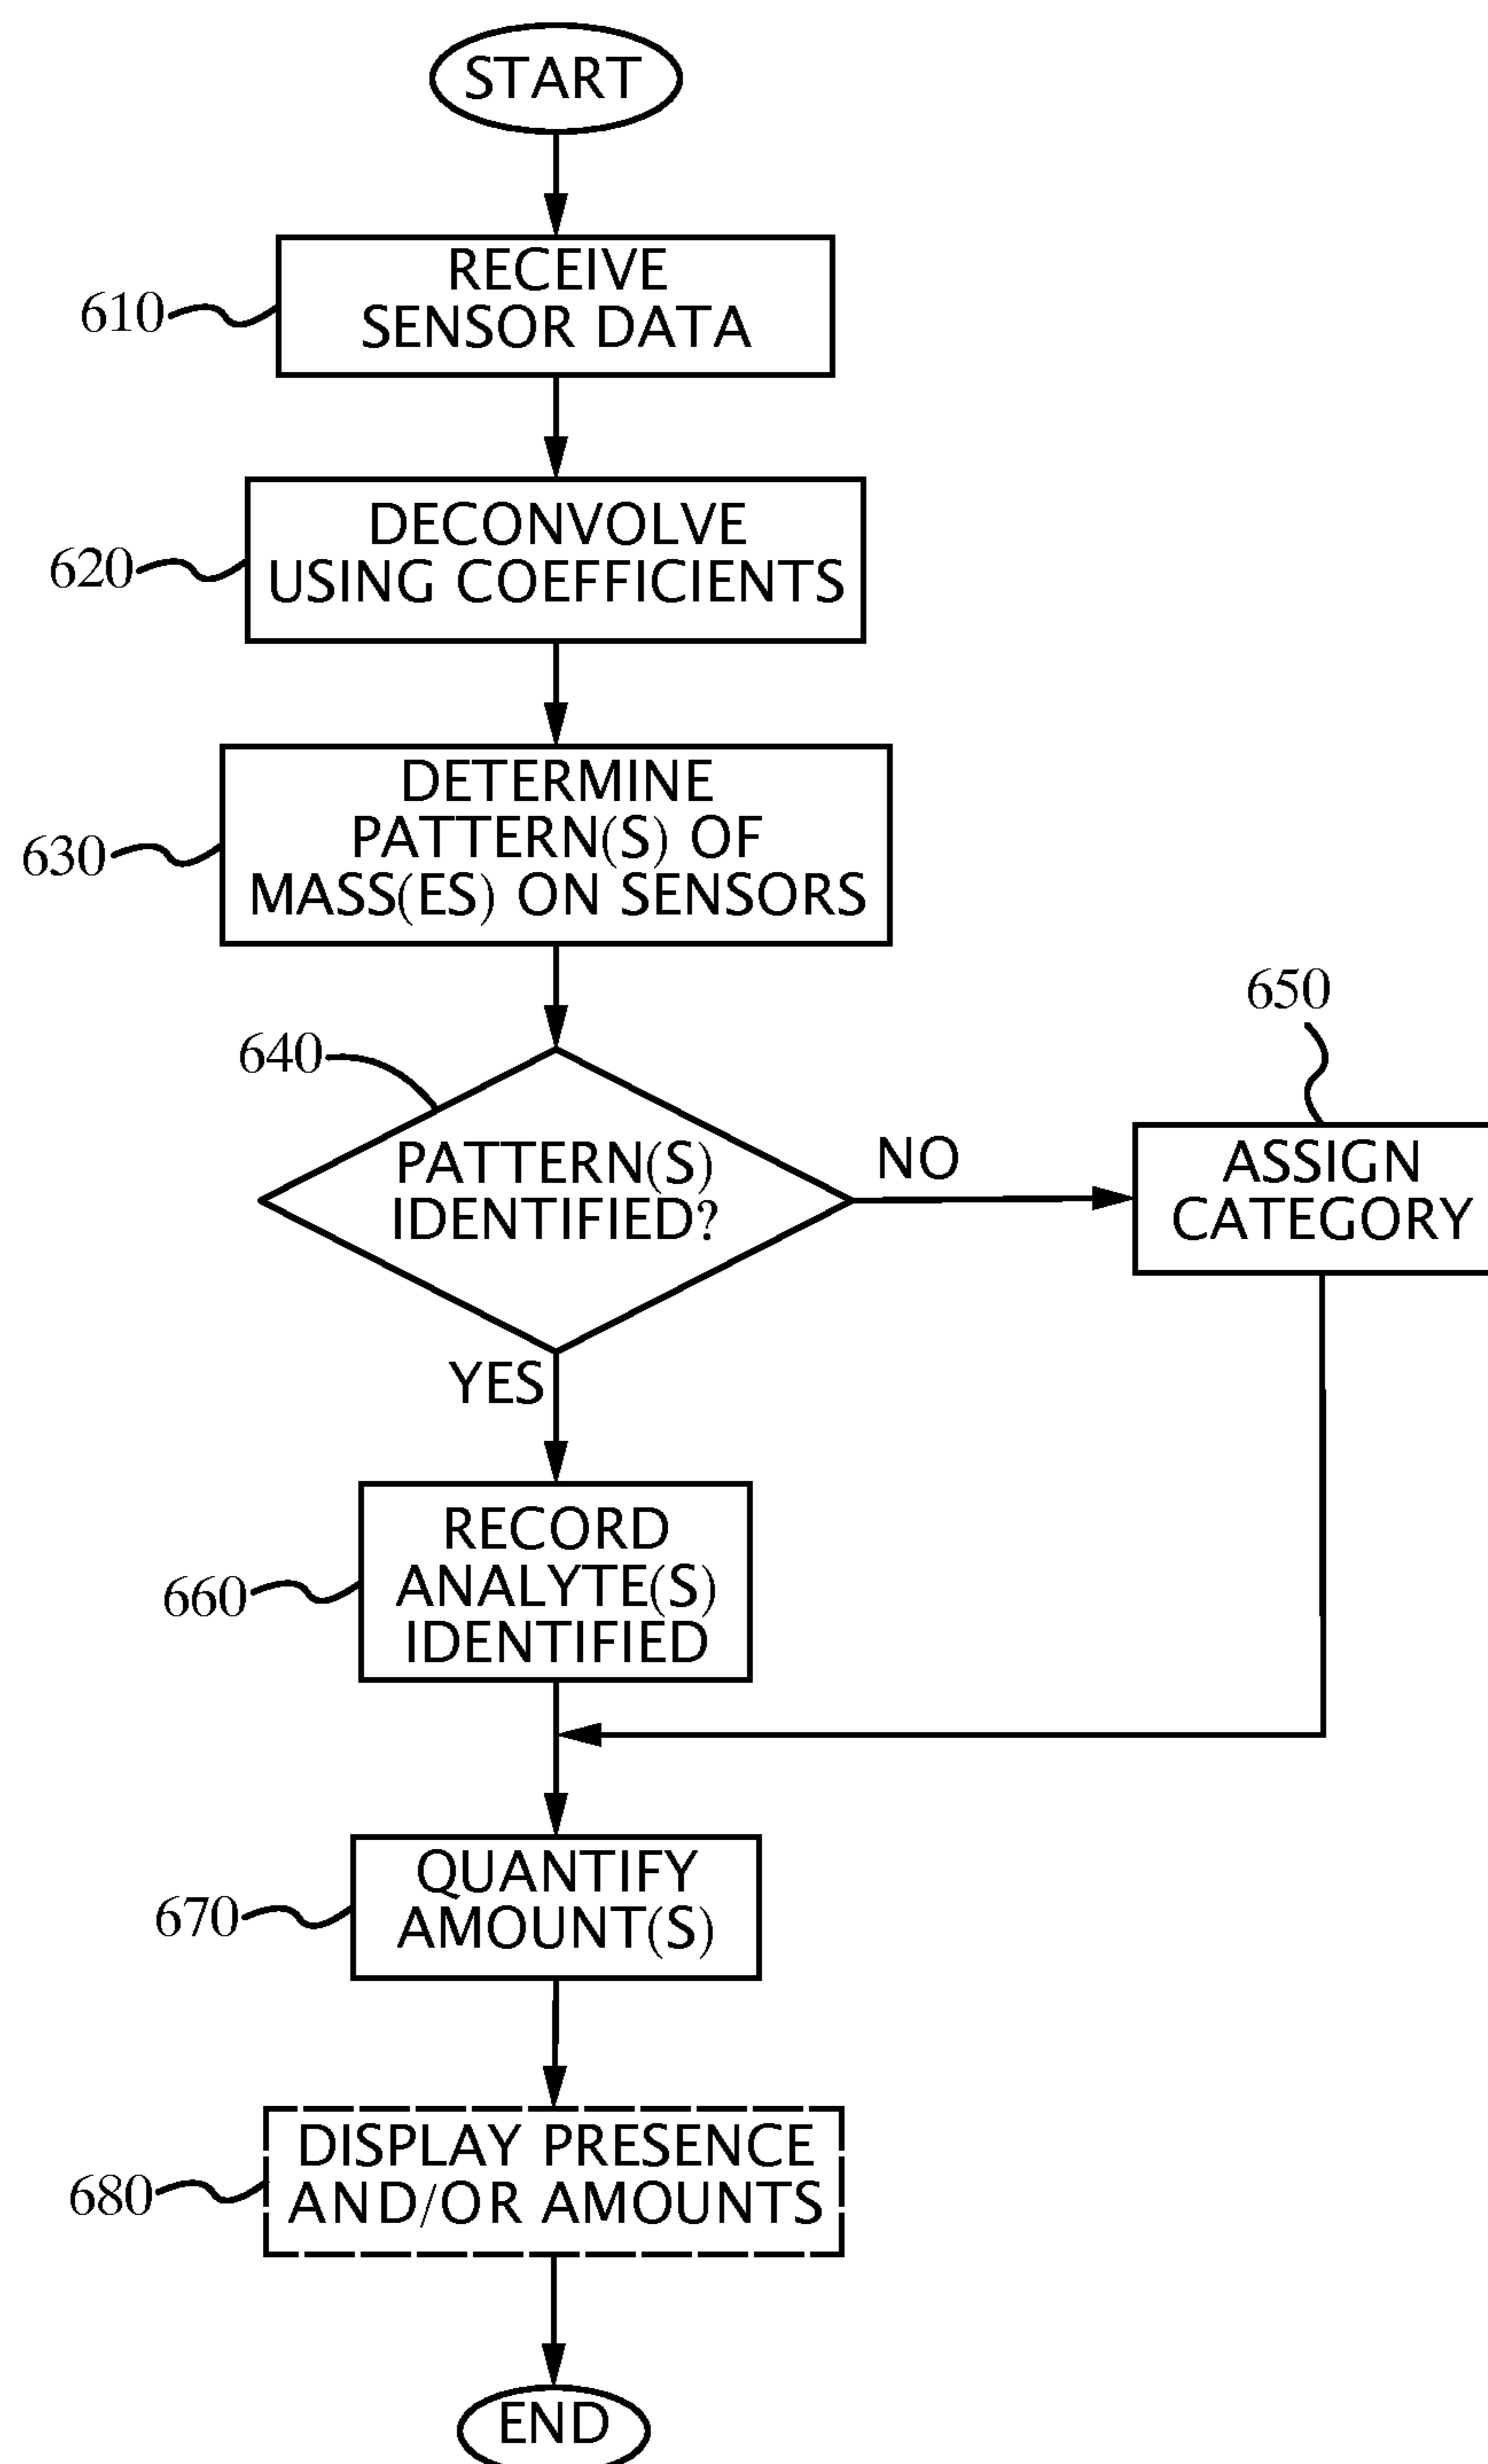 START
610
RECEIVE
SENSOR DATA
620
DECONVOLVE
USING COEFFICIENTS
630
DETERMINE
PATTERN(S) OF
MASS(ES) ON SENSORS
640
PATTERN(S)
IDENTIFIED?
NO
650
ASSIGN
CATEGORY
YES
660
RECORD
ANALYTE(S)
IDENTIFIED
670
QUANTIFY
AMOUNT(S)
680
DISPLAY PRESENCE
AND/OR AMOUNTS
END